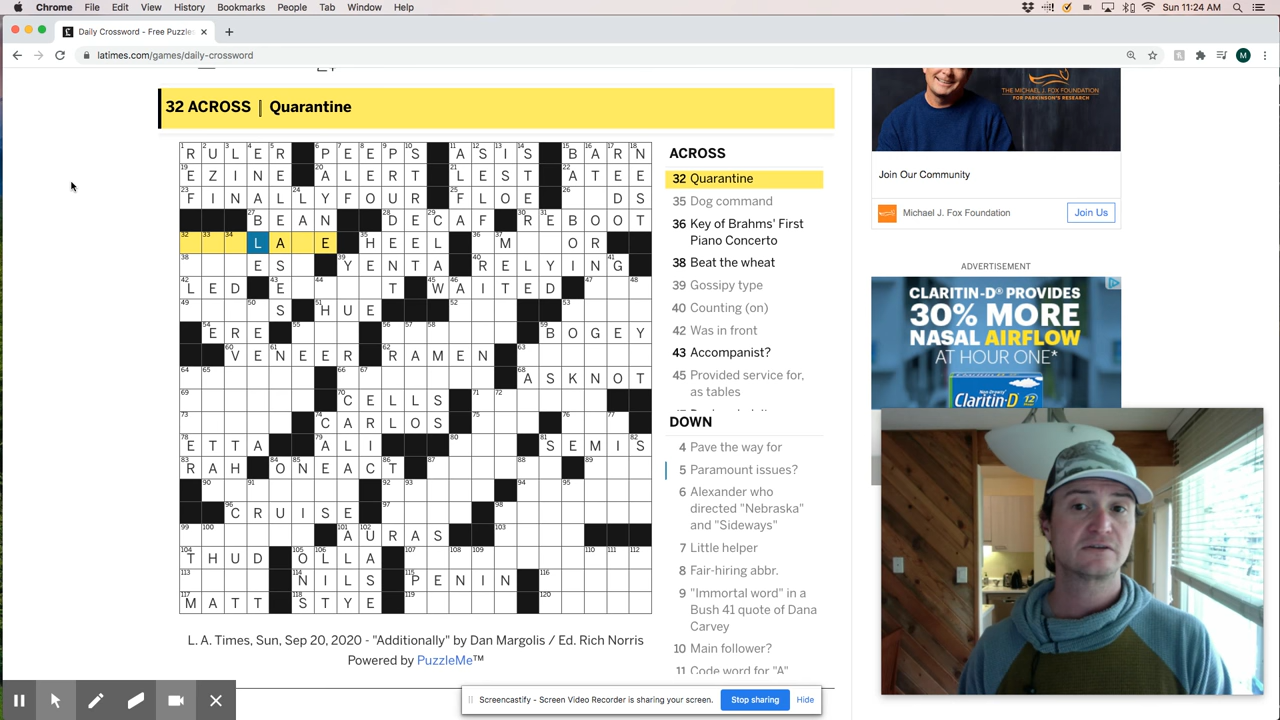 Chrome File Edit View History Bookmarks People Tab Window Help Sun 11:24 AM
Daily Crossword - Free Puzzles
latimes.com/games/daily-crossword
32 ACROSS | Quarantine
R U L E R P E E P S A S I S B A R N
E Z I N E A L E R T L E S T A T E E
F I N A L L Y F O U R F L O E D S
B E A N D I C A F R E B O O T
L A E H E E L M O R
E S Y E N T A R E L Y I N G
L E D E T W A I T E D
S H U E
E R E B O G E Y
V E N E E R R A M E N
A S K N O T
C E L L S
C A R L O S
E T T A A L I S E M I S
R A H O N E A C T
C R U I S E
A U R A S
T H U D O L L A
N I L S P E N I N
M A T T S T Y E
L. A. Times, Sun, Sep 20, 2020 - "Additionally" by Dan Margolis / Ed. Rich Norris
Powered by PuzzleMe™
ACROSS
32 Quarantine
35 Dog command
36 Key of Brahms' First
Piano Concerto
38 Beat the wheat
39 Gossipy type
40 Counting (on)
42 Was in front
43 Accompanist?
45 Provided service for,
as tables
DOWN
4 Pave the way for
5 Paramount issues?
6 Alexander who
directed "Nebraska"
and "Sideways"
7 Little helper
8 Fair-hiring abbr.
9 "Immortal word" in a
Bush 41 quote of Dana
Carvey
10 Main follower?
11 Code word for "A"
THE MICHAEL J. FOX FOUNDATION
FOR PARKINSON'S RESEARCH
Join Our Community
Michael J. Fox Foundation
Join Us
ADVERTISEMENT
CLARITIN-D® PROVIDES
30% MORE
NASAL AIRFLOW
AT HOUR ONE*
Claritin-D 12
Screencastify - Screen Video Recorder is sharing your screen.
Stop sharing
Hide